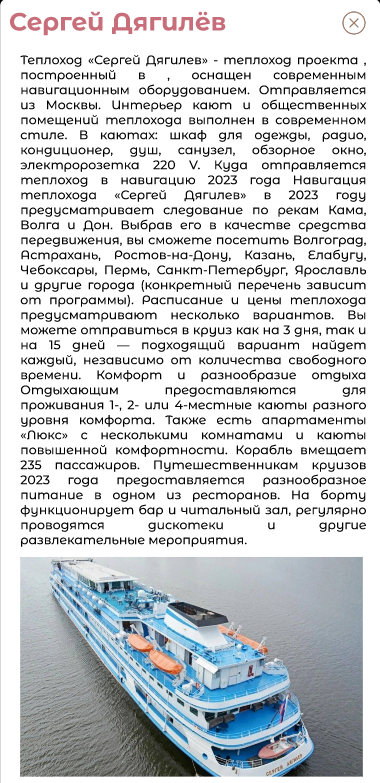 Сергей Дягилёв
Теплоход «Сергей Дягилев» - теплоход проекта ,
построенный в , оснащен современным
навигационным оборудованием. Отправляется
из Москвы. Интерьер кают и общественных
помещений теплохода выполнен в современном
стиле. В каютах: шкаф для одежды, радио,
кондиционер, душ, санузел, обзорное окно,
электророзетка 220 V. Куда отправляется
теплоход в навигацию 2023 года Навигация
теплохода «Сергей Дягилев» в 2023 году
предусматривает следование по рекам Кама,
Волга и Дон. Выбрав его в качестве средства
передвижения, вы сможете посетить Волгоград,
Астрахань, Ростов-на-Дону, Казань, Елабугу,
Чебоксары, Пермь, Санкт-Петербург, Ярославль
и другие города (конкретный перечень зависит
от программы). Расписание и цены теплохода
предусматривают несколько вариантов. Вы
можете отправиться в круиз как на 3 дня, так и
на 15 дней — подходящий вариант найдет
каждый, независимо от количества свободного
времени. Комфорт и разнообразие отдыха
Отдыхающим предоставляются для
проживания 1-, 2- или 4-местные каюты разного
уровня комфорта. Также есть апартаменты
«Люкс» с несколькими комнатами и каюты
повышенной комфортности. Корабль вмещает
235 пассажиров. Путешественникам круизов
2023 года предоставляется разнообразное
питание в одном из ресторанов. На борту
функционирует бар и читальный зал, регулярно
проводятся дискотеки и другие
развлекательные мероприятия.
СЕРГЕЙ ДЯГИЛЕВ